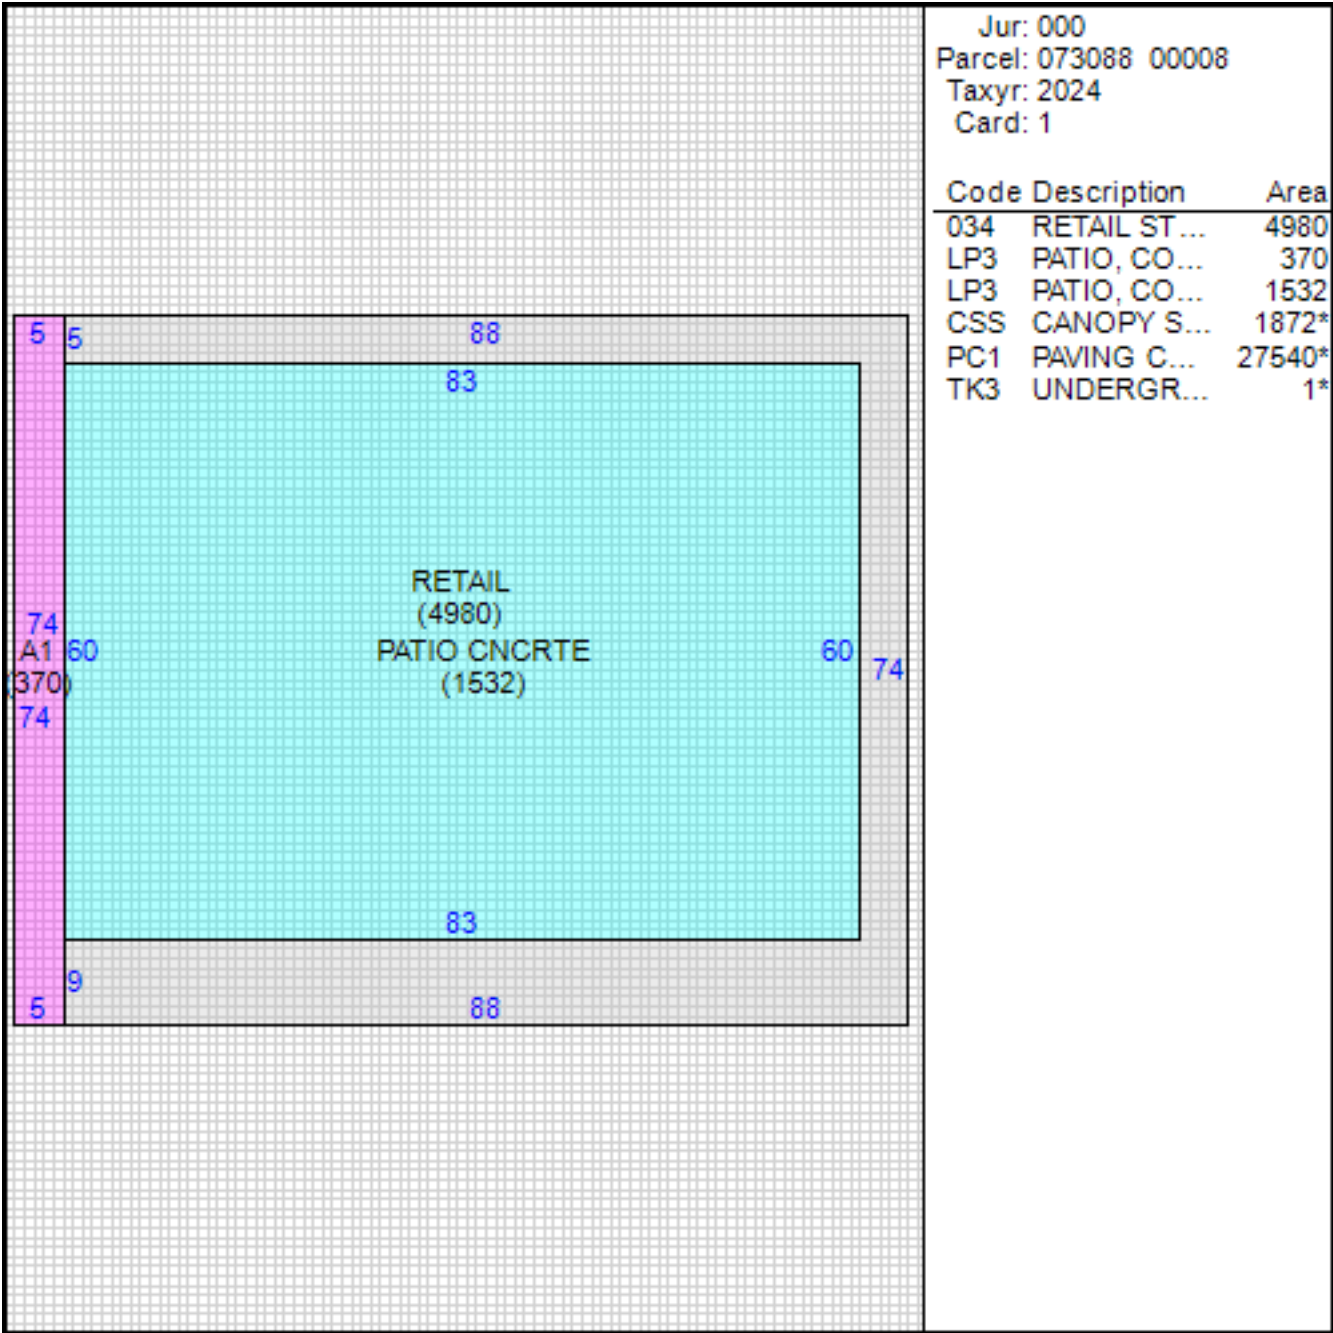 Jur: 000
Parcel: 073088 00008
Taxyr: 2024
Card: 1
Code Description Area
034 RETAIL ST... 4980
LP3 PATIO, CO... 370
LP3 PATIO, CO... 1532
CSS CANOPY S... 1872*
PC1 PAVING C... 27540*
TK3 UNDERGR... 1*
5 5 88
83
RETAIL
(4980)
74
A1 60 PATIO CNCRTE 60 74
(370) (1532)
74
83
9
5 88